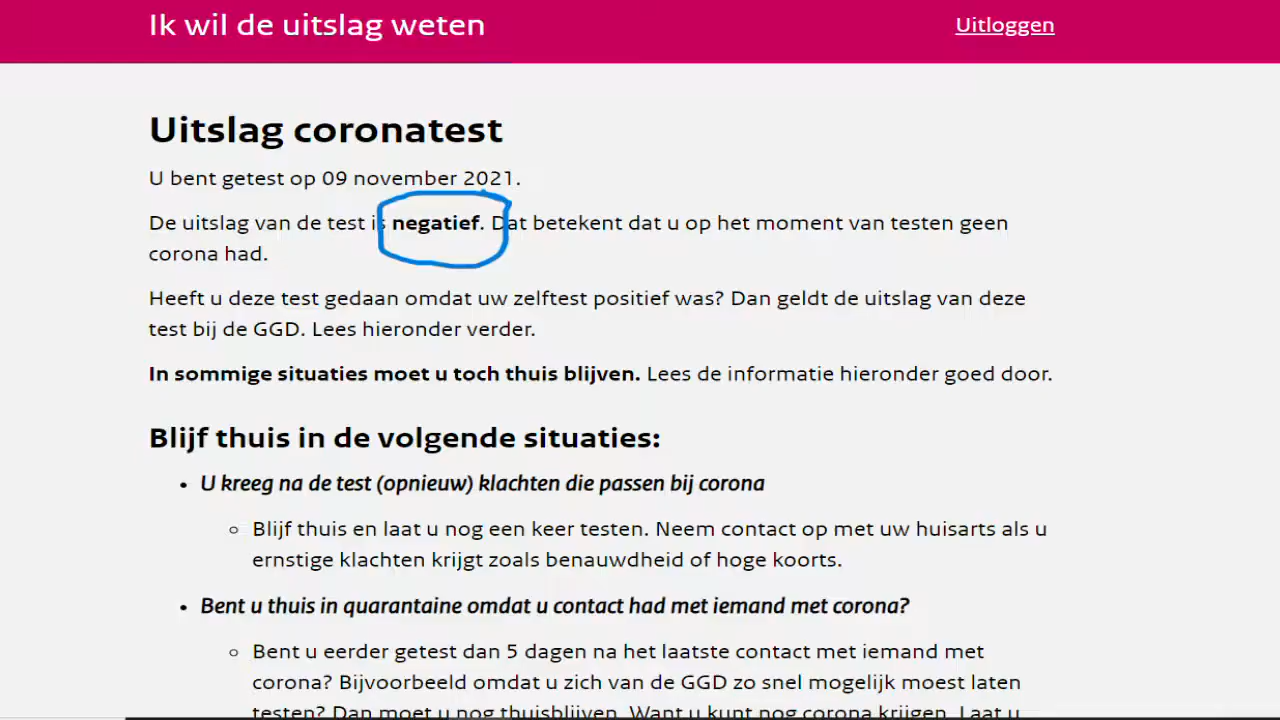 Ik wil de uitslag weten
Uitloggen
Uitslag coronatest
U bent getest op 09 november 2021.
De uitslag van de test is negatief. Dat betekent dat u op het moment van testen geen
corona had.
Heeft u deze test gedaan omdat uw zelftest positief was? Dan geldt de uitslag van deze
test bij de GGD. Lees hieronder verder.
In sommige situaties moet u toch thuis blijven. Lees de informatie hieronder goed door.
Blijf thuis in de volgende situaties:
• U kreeg na de test (opnieuw) klachten die passen bij corona
○ Blijf thuis en laat u nog een keer testen. Neem contact op met uw huisarts als u
ernstige klachten krijgt zoals benauwdheid of hoge koorts.
• Bent u thuis in quarantaine omdat u contact had met iemand met corona?
○ Bent u eerder getest dan 5 dagen na het laatste contact met iemand met
corona? Bijvoorbeeld omdat u zich van de GGD zo snel mogelijk moest laten
testen? Dan moet u nog thuisblijven. Want u kunt nog corona krijgen. Laat u